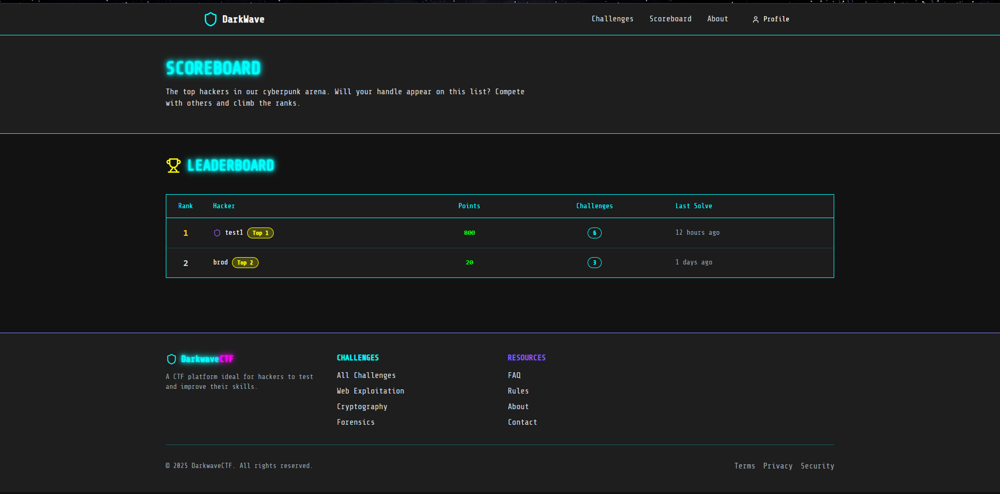 DarkWave
Challenges Scoreboard About Profile
SCOREBOARD
The top hackers in our cyberpunk arena. Will your handle appear on this list? Compete
with others and climb the ranks.
LEADERBOARD
Rank Hacker Points Challenges Last Solve
1 test1 Top 1 800 6 12 hours ago
2 brod Top 2 20 3 1 days ago
DarkwaveCTF
A CTF platform ideal for hackers to test
and improve their skills.
CHALLENGES
All Challenges
Web Exploitation
Cryptography
Forensics
RESOURCES
FAQ
Rules
About
Contact
© 2025 DarkwaveCTF. All rights reserved.
Terms Privacy Security